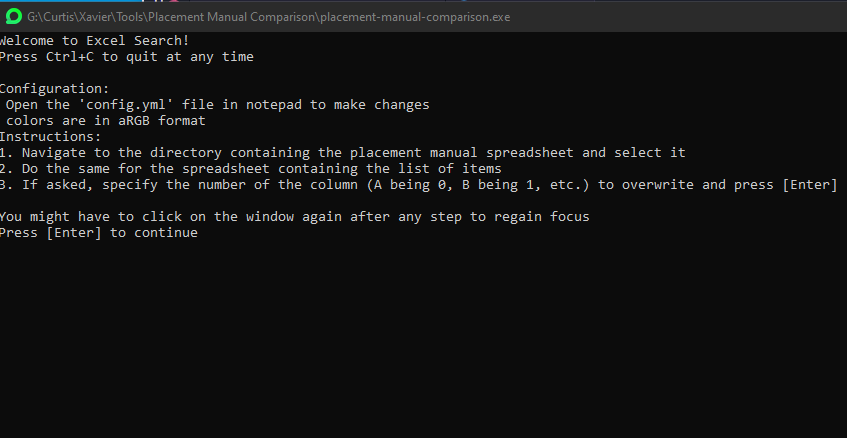 G:\Curtis\Xavier\Tools\Placement Manual Comparison\placement-manual-comparison.exe
Welcome to Excel Search!
Press Ctrl+C to quit at any time
Configuration:
Open the 'config.yml' file in notepad to make changes
colors are in aRGB format
Instructions:
1. Navigate to the directory containing the placement manual spreadsheet and select it
2. Do the same for the spreadsheet containing the list of items
3. If asked, specify the number of the column (A being 0, B being 1, etc.) to overwrite and press [Enter]
You might have to click on the window again after any step to regain focus
Press [Enter] to continue